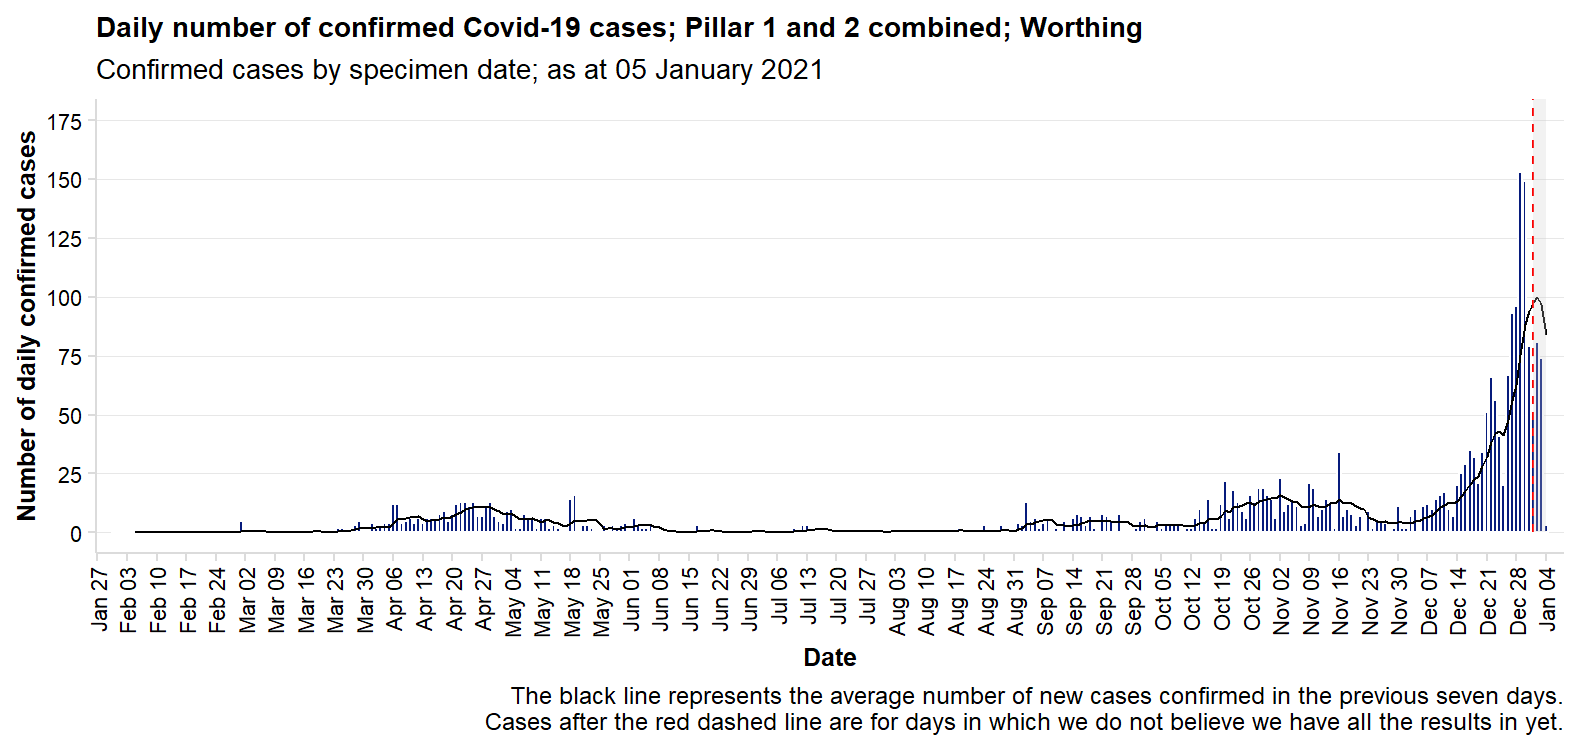 Daily number of confirmed Covid-19 cases; Pillar 1 and 2 combined; Worthing
Confirmed cases by specimen date; as at 05 January 2021
Number of daily confirmed cases
175
150
125
100
75
50
25
0
Jan 27
Feb 03
Feb 10
Feb 17
Feb 24
Mar 02
Mar 09
Mar 16
Mar 23
Mar 30
Apr 06
Apr 13
Apr 20
Apr 27
May 04
May 11
May 18
May 25
Jun 01
Jun 08
Jun 15
Jun 22
Jun 29
Jul 06
Jul 13
Jul 20
Jul 27
Aug 03
Aug 10
Aug 17
Aug 24
Aug 31
Sep 07
Sep 14
Sep 21
Sep 28
Oct 05
Oct 12
Oct 19
Oct 26
Nov 02
Nov 09
Nov 16
Nov 23
Nov 30
Dec 07
Dec 14
Dec 21
Dec 28
Jan 04
Date
The black line represents the average number of new cases confirmed in the previous seven days.
Cases after the red dashed line are for days in which we do not believe we have all the results in yet.